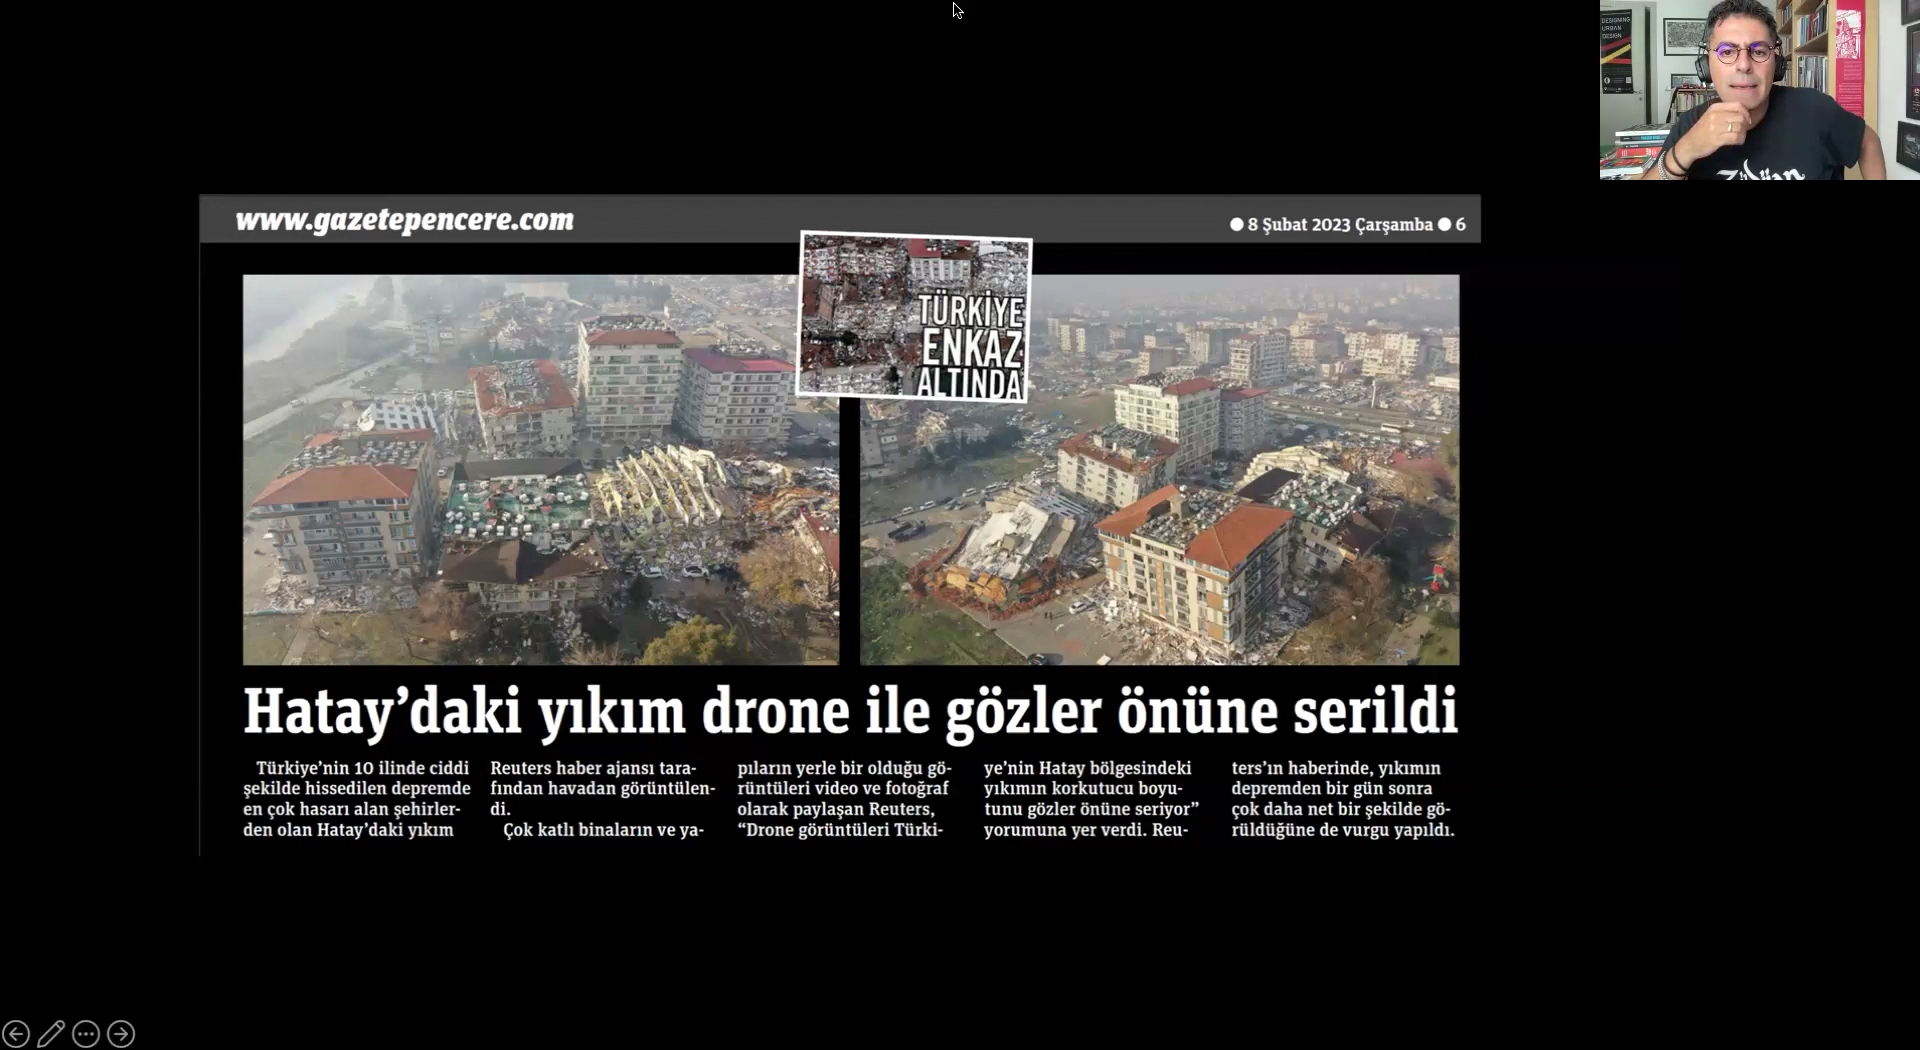 DESIGNING
URBAN
DESIGN
www.gazetepencere.com
● 8 Şubat 2023 Çarşamba ● 6
TÜRKİYE
ENKAZ
ALTINDA
Hatay’daki yıkım drone ile gözler önüne serildi
Türkiye’nin 10 ilinde ciddi
şekilde hissedilen depremde
en çok hasarı alan şehirler-
den olan Hatay’daki yıkım
Reuters haber ajansı tara-
fından havadan görüntülen-
di.
Çok katlı binaların ve ya-
pıların yerle bir olduğu gö-
rüntüleri video ve fotoğraf
olarak paylaşan Reuters,
“Drone görüntüleri Türki-
ye’nin Hatay bölgesindeki
yıkımın korkutucu boyu-
tunu gözler önüne seriyor”
yorumuna yer verdi. Reu-
ters’ın haberinde, yıkımın
depremden bir gün sonra
çok daha net bir şekilde gö-
rüldüğüne de vurgu yapıldı.